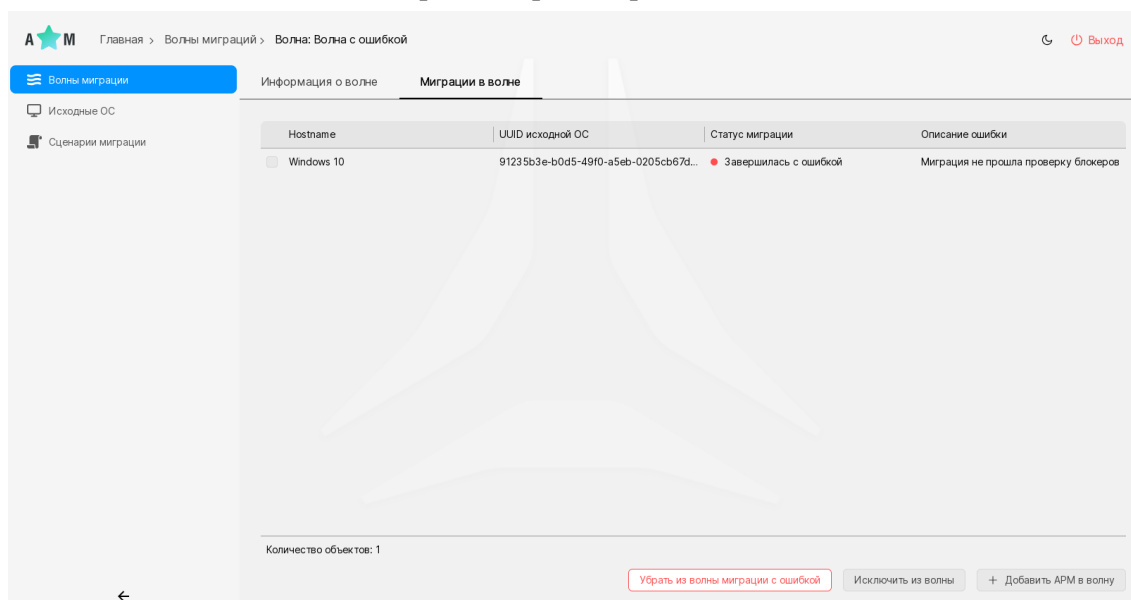 А М Главная > Волны миграций > Волна: Волна с ошибкой Выход
Волны миграции
Исходные ОС
Сценарии миграции
Информация о волне Миграции в волне
Hostname UUID исходной ОС Статус миграции Описание ошибки
Windows 10 91235b3e-b0d5-49f0-a5eb-0205cb67d... Завершилась с ошибкой Миграция не прошла проверку блокеров
Количество объектов: 1
Убрать из волны миграции с ошибкой Исключить из волны + Добавить АРМ в волну